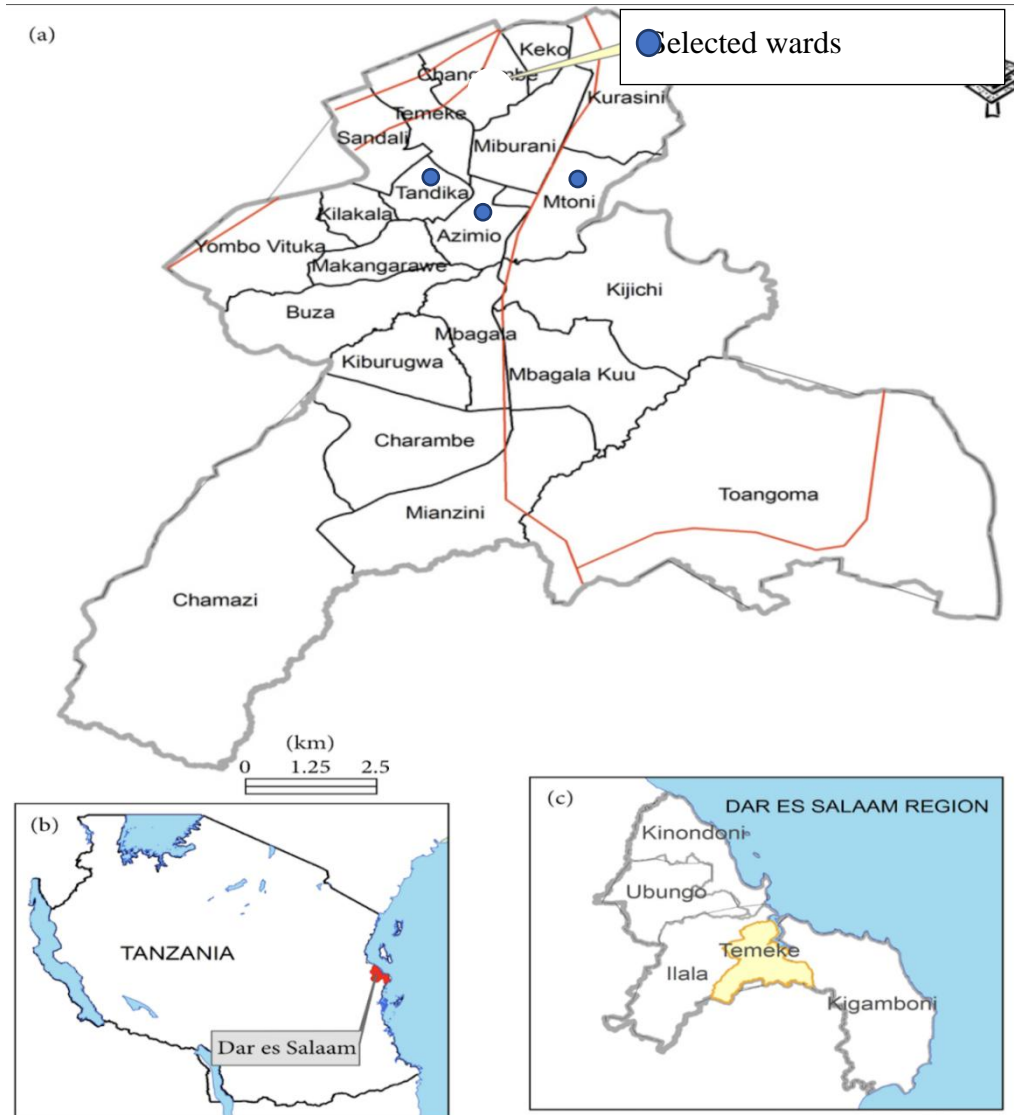 (a)
Selected wards
Keko
Kurasini
Temeke
Sandali
Miburani
Tandika
Mtoni
Kilakala
Azimio
Yombo Vituka
Makangarawe
Kijichi
Buza
Mbagala
Kiburugwa
Mbagala Kuu
Charambe
Toangoma
Mianzini
Chamazi
(km)
0 1.25 2.5
(b)
TANZANIA
Dar es Salaam
(c)
DAR ES SALAAM REGION
Kinondoni
Ubungo
Temeke
Ilala
Kigamboni